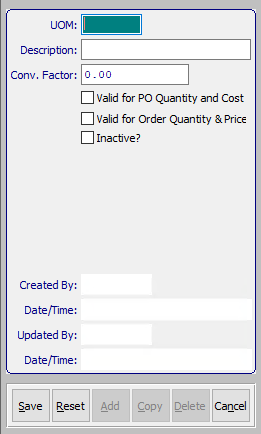 UOM:
Description:
Conv. Factor: 0.00
Valid for PO Quantity and Cost
Valid for Order Quantity & Price
Inactive?
Created By:
Date/Time:
Updated By:
Date/Time:
Save Reset Add Copy Delete Cancel